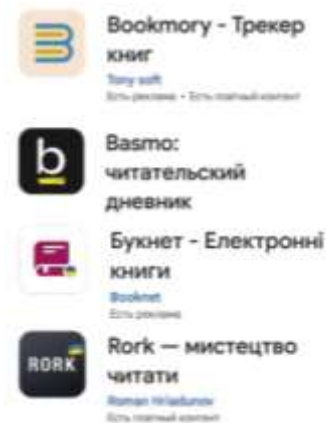 Bookmory - Трекер
книг
Tony soft
Есть реклама • Есть платный контент
b
Basmo:
читательский
дневник
Букнет - Електронні
книги
Booknet
Есть реклама
RORK
Rork — мистецтво
читати
Roman Hriadunov
Есть платный контент